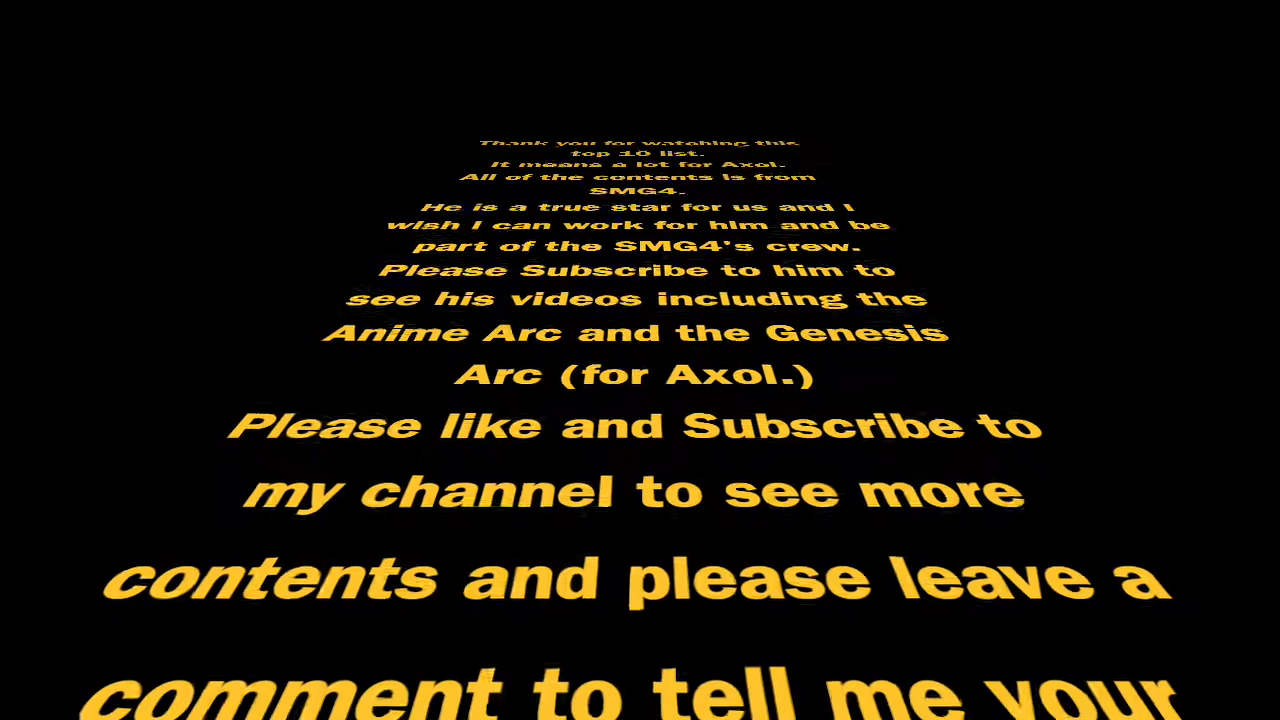 Thank you for watching this
top 10 list.
It means a lot for Axol.
All of the contents is from
SMG4.
He is a true star for us and I
wish I can work for him and be
part of the SMG4's crew.
Please Subscribe to him to
see his videos including the
Anime Arc and the Genesis
Arc (for Axol.)
Please like and Subscribe to
my channel to see more
contents and please leave a
comment to tell me your